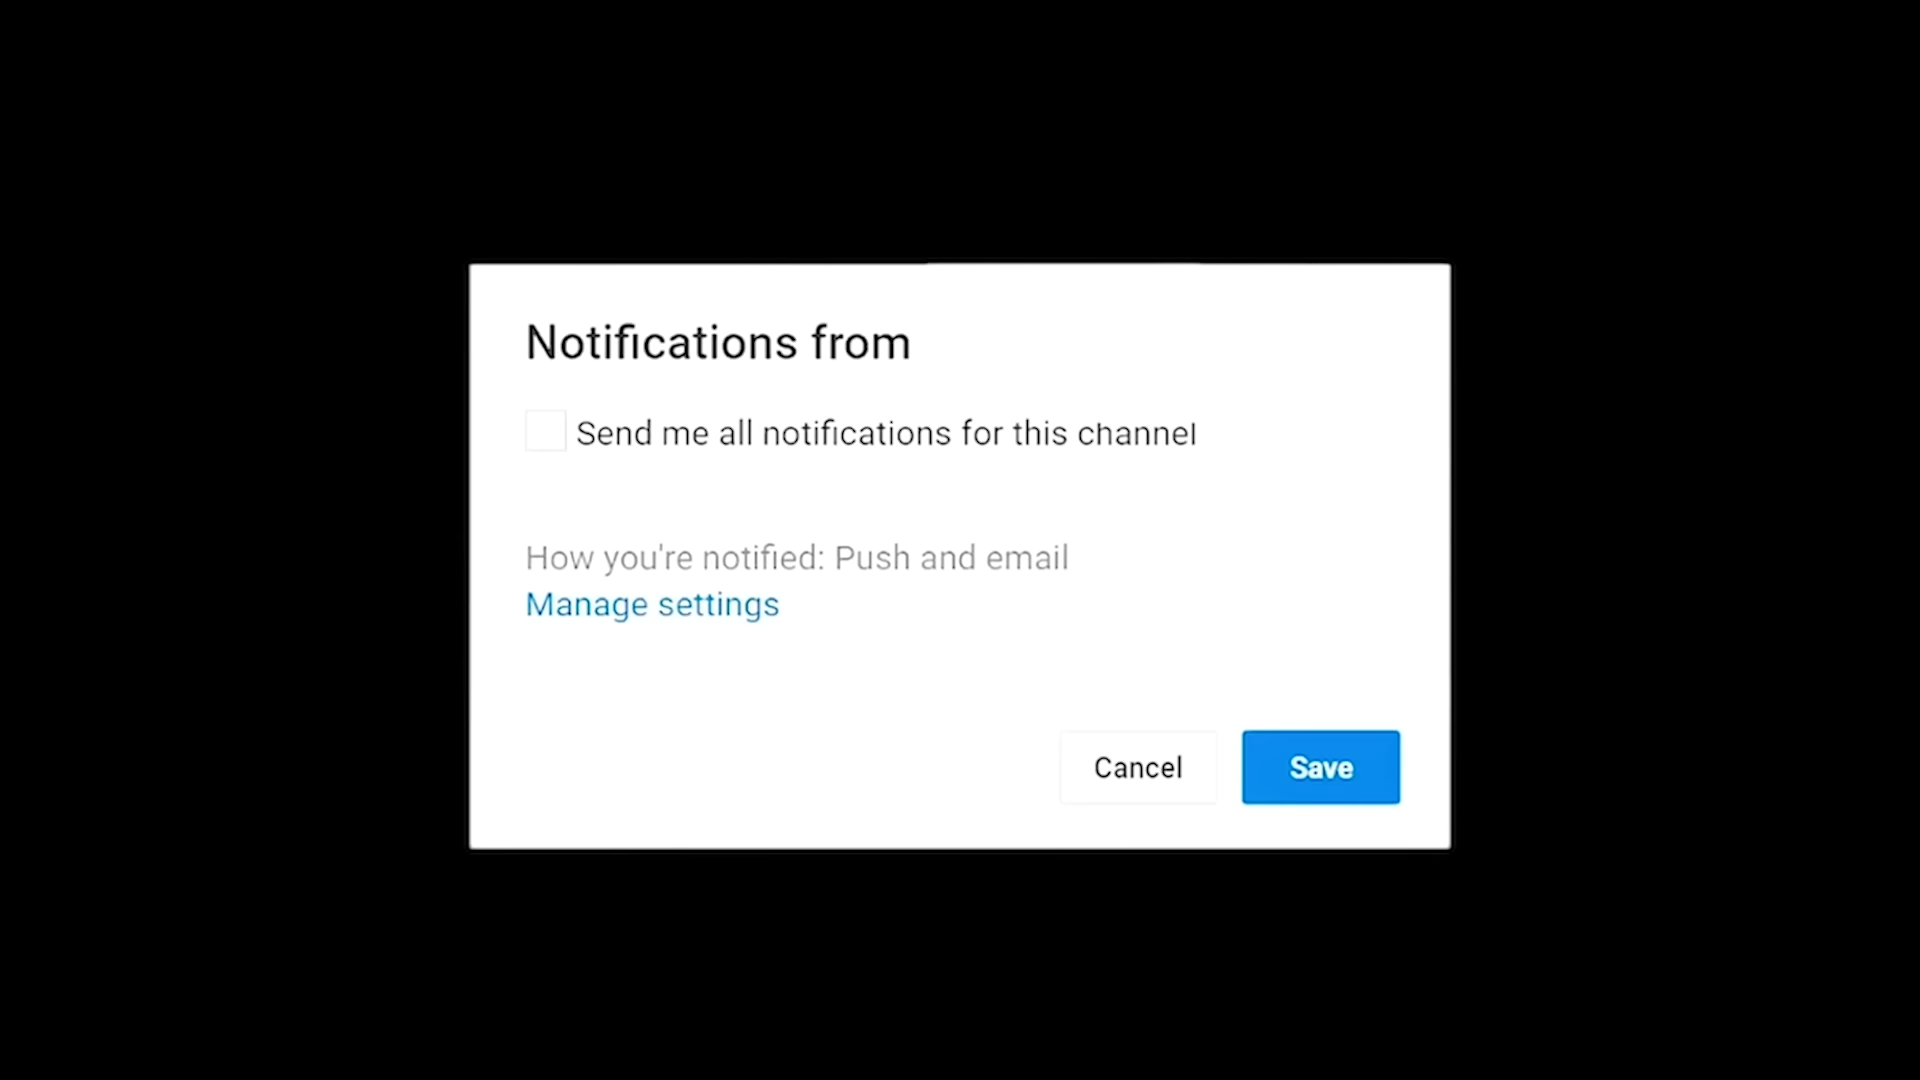 Notifications from
Send me all notifications for this channel
How you're notified: Push and email
Manage settings
Cancel
Save